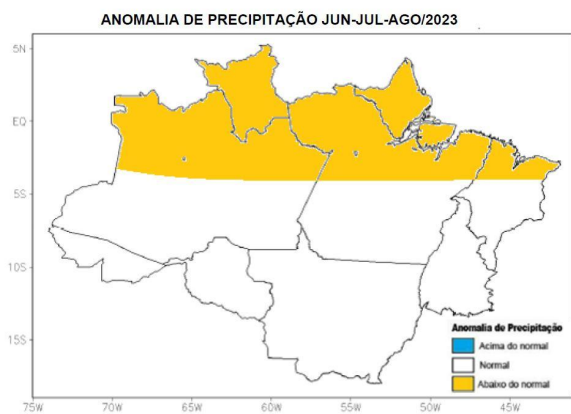 ANOMALIA DE PRECIPITAÇÃO JUN-JUL-AGO/2023
5N
EQ
5S
10S
15S
75W 70W 65W 60W 55W 50W 45W
Anomalia de Precipitação
Acima do normal
Normal
Abaixo do normal